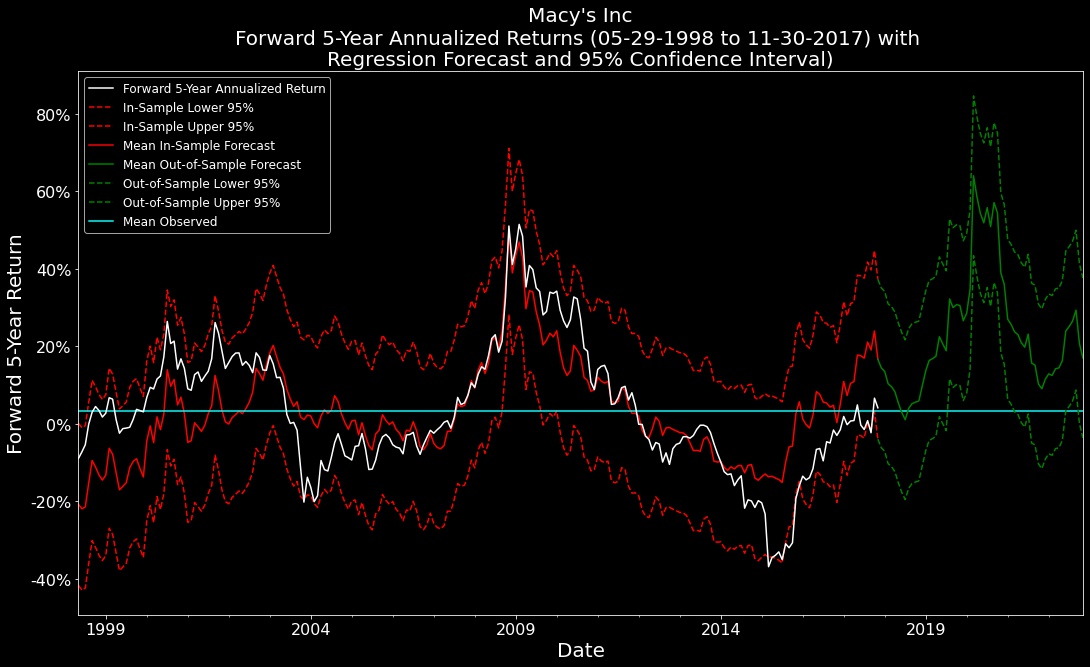 Macy's Inc
Forward 5-Year Annualized Returns (05-29-1998 to 11-30-2017) with
Regression Forecast and 95% Confidence Interval)
Forward 5-Year Annualized Return
In-Sample Lower 95%
In-Sample Upper 95%
Mean In-Sample Forecast
Mean Out-of-Sample Forecast
Out-of-Sample Lower 95%
Out-of-Sample Upper 95%
Mean Observed
Forward 5-Year Return
80%
60%
40%
20%
0%
-20%
-40%
1999 2004 2009 2014 2019
Date